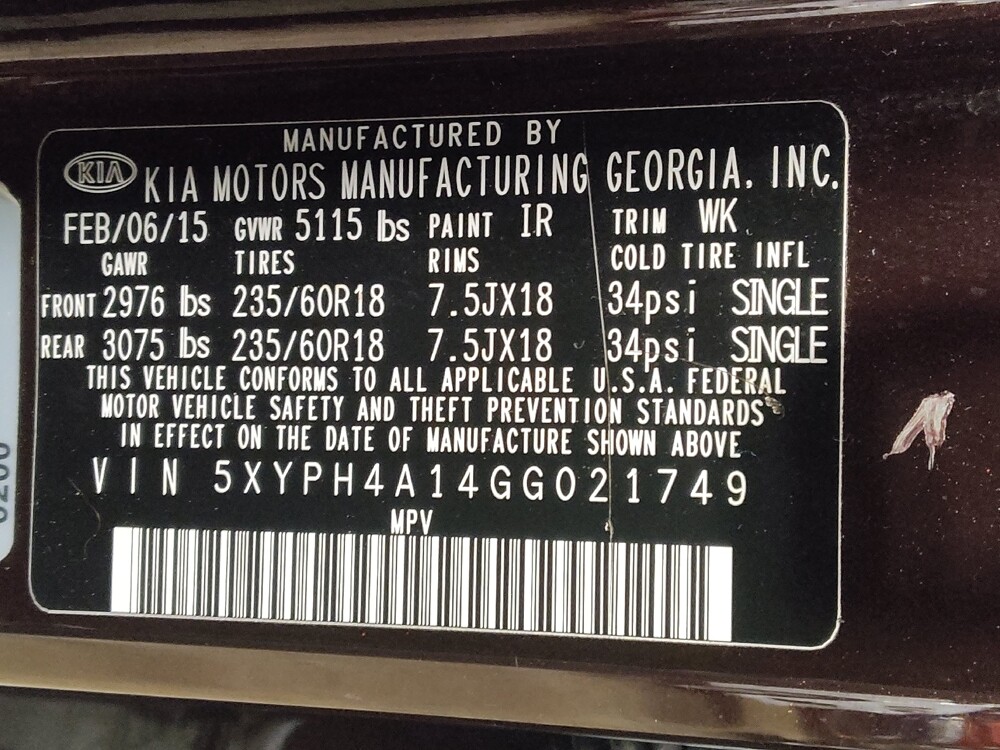 MANUFACTURED BY
KIA KIA MOTORS MANUFACTURING GEORGIA, INC.
FEB/06/15 GVWR 5115 lbs PAINT IR TRIM WK
GAWR TIRES RIMS COLD TIRE INFL
FRONT 2976 lbs 235/60R18 7.5JX18 34psi SINGLE
REAR 3075 lbs 235/60R18 7.5JX18 34psi SINGLE
THIS VEHICLE CONFORMS TO ALL APPLICABLE U.S.A. FEDERAL
MOTOR VEHICLE SAFETY AND THEFT PREVENTION STANDARDS
IN EFFECT ON THE DATE OF MANUFACTURE SHOWN ABOVE
VIN 5XYPH4A14GG021749
MPV